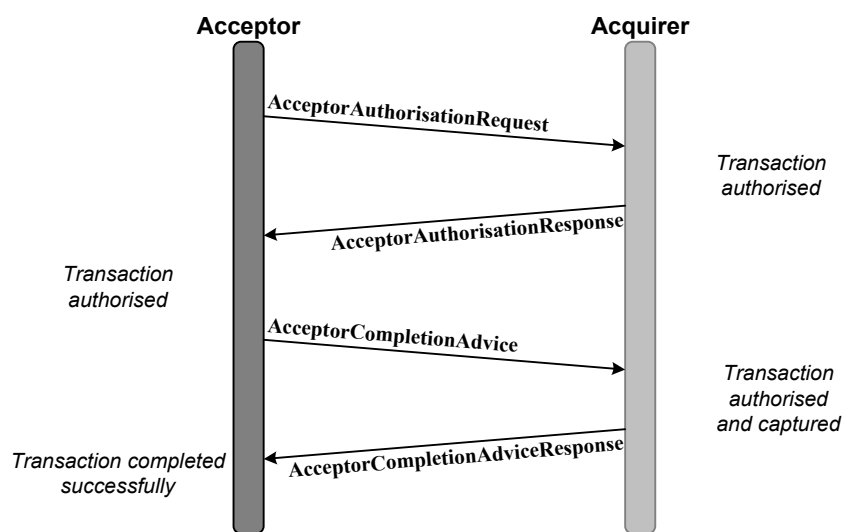 Acceptor
Acquirer
AcceptorAuthorisationRequest
Transaction
authorised
AcceptorAuthorisationResponse
Transaction
authorised
AcceptorCompletionAdvice
Transaction
authorised
and captured
AcceptorCompletionAdviceResponse
Transaction completed
successfully